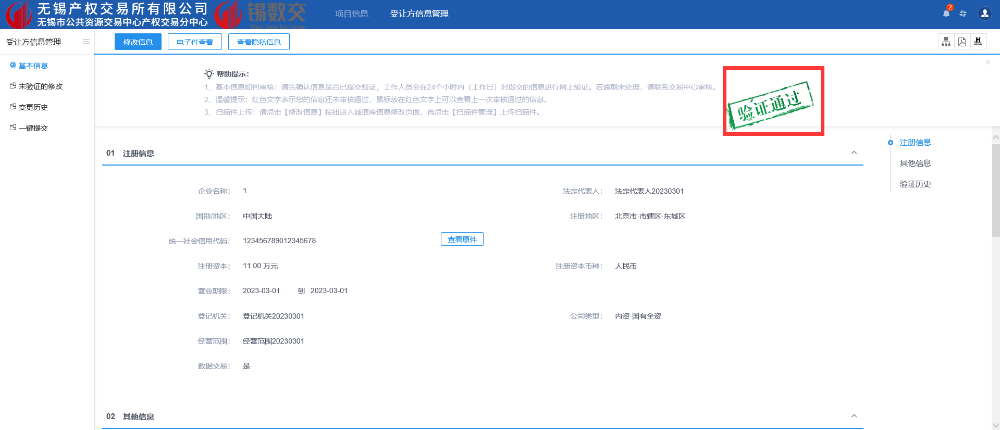 无锡产权交易所有限公司
无锡市公共资源交易中心产权交易分中心
锡数交
Wuxi Data Exchange
项目信息
受让方信息管理
2
受让方信息管理
修改信息
电子件查看
查看隐私信息
基本信息
未验证的修改
变更历史
一键提交
帮助提示：
1、基本信息如何审核：请先确认信息是否已提交验证，工作人员会在24个小时内（工作日）对提交的信息进行网上验证。若逾期未处理，请联系交易中心审核。
2、温馨提示：红色文字表示您的信息还未审核通过，鼠标放在红色文字上可以查看上一次审核通过的信息。
3、扫描件上传：请点击【修改信息】按钮进入诚信库信息修改页面，再点击【扫描件管理】上传扫描件。
验证通过
01 注册信息
企业名称： 1
法定代表人： 法定代表人20230301
国别/地区： 中国大陆
注册地区： 北京市·市辖区·东城区
统一社会信用代码： 123456789012345678
查看原件
注册资本： 11.00 万元
注册资本币种： 人民币
营业期限： 2023-03-01 到 2023-03-01
登记机关： 登记机关20230301
公司类型： 内资·国有全资
经营范围： 经营范围20230301
数据交易： 是
02 其他信息
注册信息
其他信息
验证历史